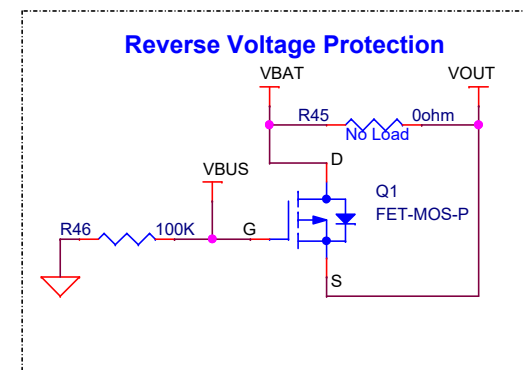 Reverse Voltage Protection
VBAT
VOUT
R45
0ohm
No Load
VBUS
D
Q1
FET-MOS-P
R46
100K
G
S